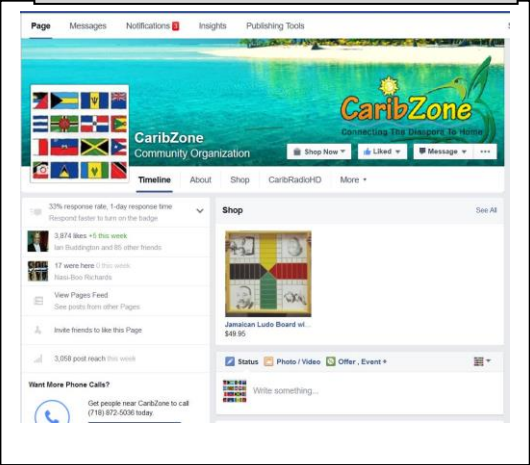 Page Messages Notifications 3 Insights Publishing Tools
CaribZone
Connecting The Diaspora To Home
CaribZone
Community Organization
Shop Now Liked Message
Timeline About Shop CaribRadioHD More
33% response rate, 1-day response time
Respond faster to turn on the badge
3,874 likes +5 this week
Ian Buddington and 85 other friends
17 were here 0 this week
Nasi-Boo Richards
View Pages Feed
See posts from other Pages
Invite friends to like this Page
3,058 post reach this week
Want More Phone Calls?
Get people near CaribZone to call
(718) 872-5036 today.
Shop See All
Jamaican Ludo Board wi...
$49.95
Status Photo / Video Offer , Event +
Write something...